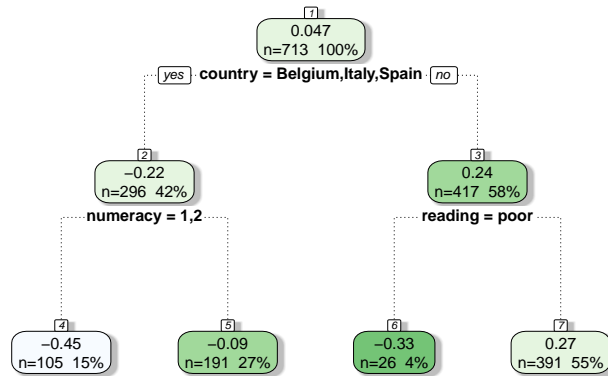 1
0.047
n=713 100%
yes country = Belgium,Italy,Spain no
2
−0.22
n=296 42%
numeracy = 1,2
3
0.24
n=417 58%
reading = poor
4
−0.45
n=105 15%
5
−0.09
n=191 27%
6
−0.33
n=26 4%
7
0.27
n=391 55%